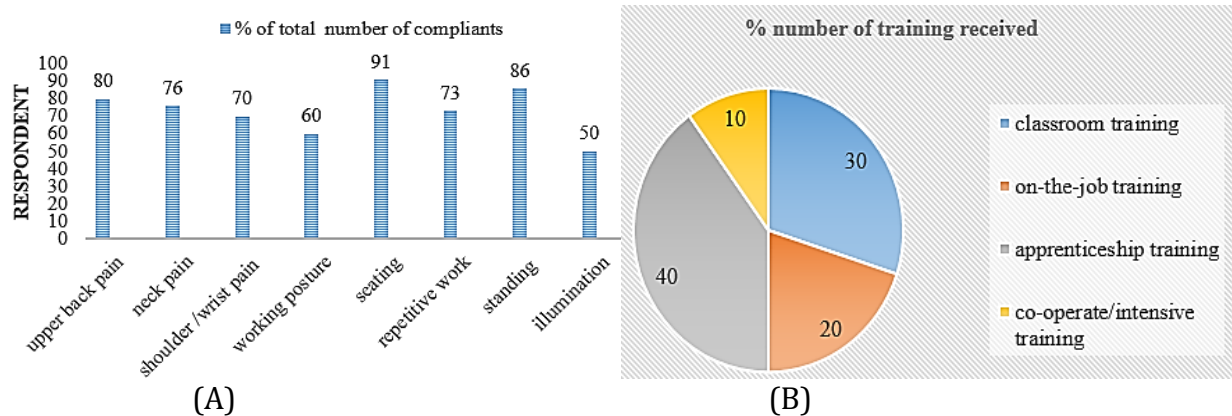 % of total number of compliants
RESPONDENT
100
90
80
70
60
50
40
30
20
10
0
80
76
70
60
91
73
86
50
upper back pain
neck pain
shoulder /wrist pain
working posture
seating
repetitive work
standing
illumination
(A)
% number of training received
10
30
40
20
classroom training
on-the-job training
apprenticeship training
co-operate/intensive
training
(B)